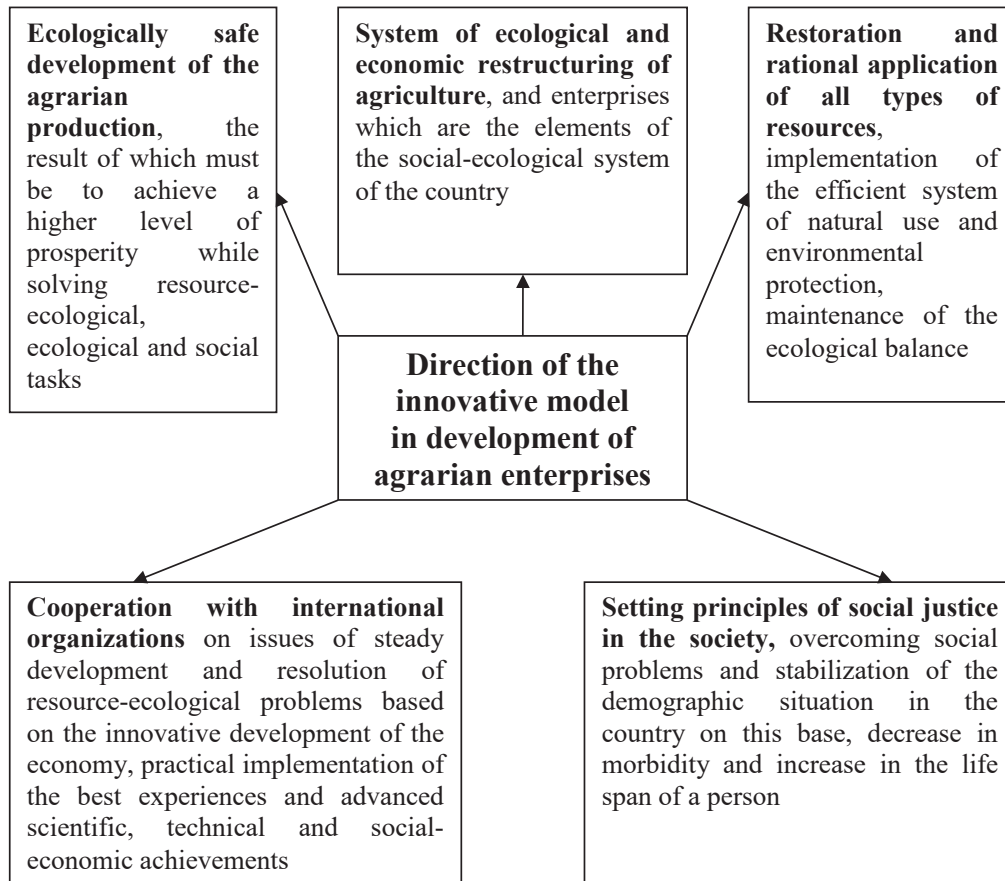 Ecologically safe
development of the
agrarian
production, the
result of which must
be to achieve a
higher level of
prosperity while
solving resource-
ecological,
ecological and social
tasks
System of ecological and
economic restructuring of
agriculture, and enterprises
which are the elements of
the social-ecological system
of the country
Restoration and
rational application
of all types of
resources,
implementation of
the efficient system
of natural use and
environmental
protection,
maintenance of the
ecological balance
Direction of the
innovative model
in development of
agrarian enterprises
Cooperation with international
organizations on issues of steady
development and resolution of
resource-ecological problems based
on the innovative development of the
economy, practical implementation of
the best experiences and advanced
scientific, technical and social-
economic achievements
Setting principles of social justice
in the society, overcoming social
problems and stabilization of the
demographic situation in the
country on this base, decrease in
morbidity and increase in the life
span of a person